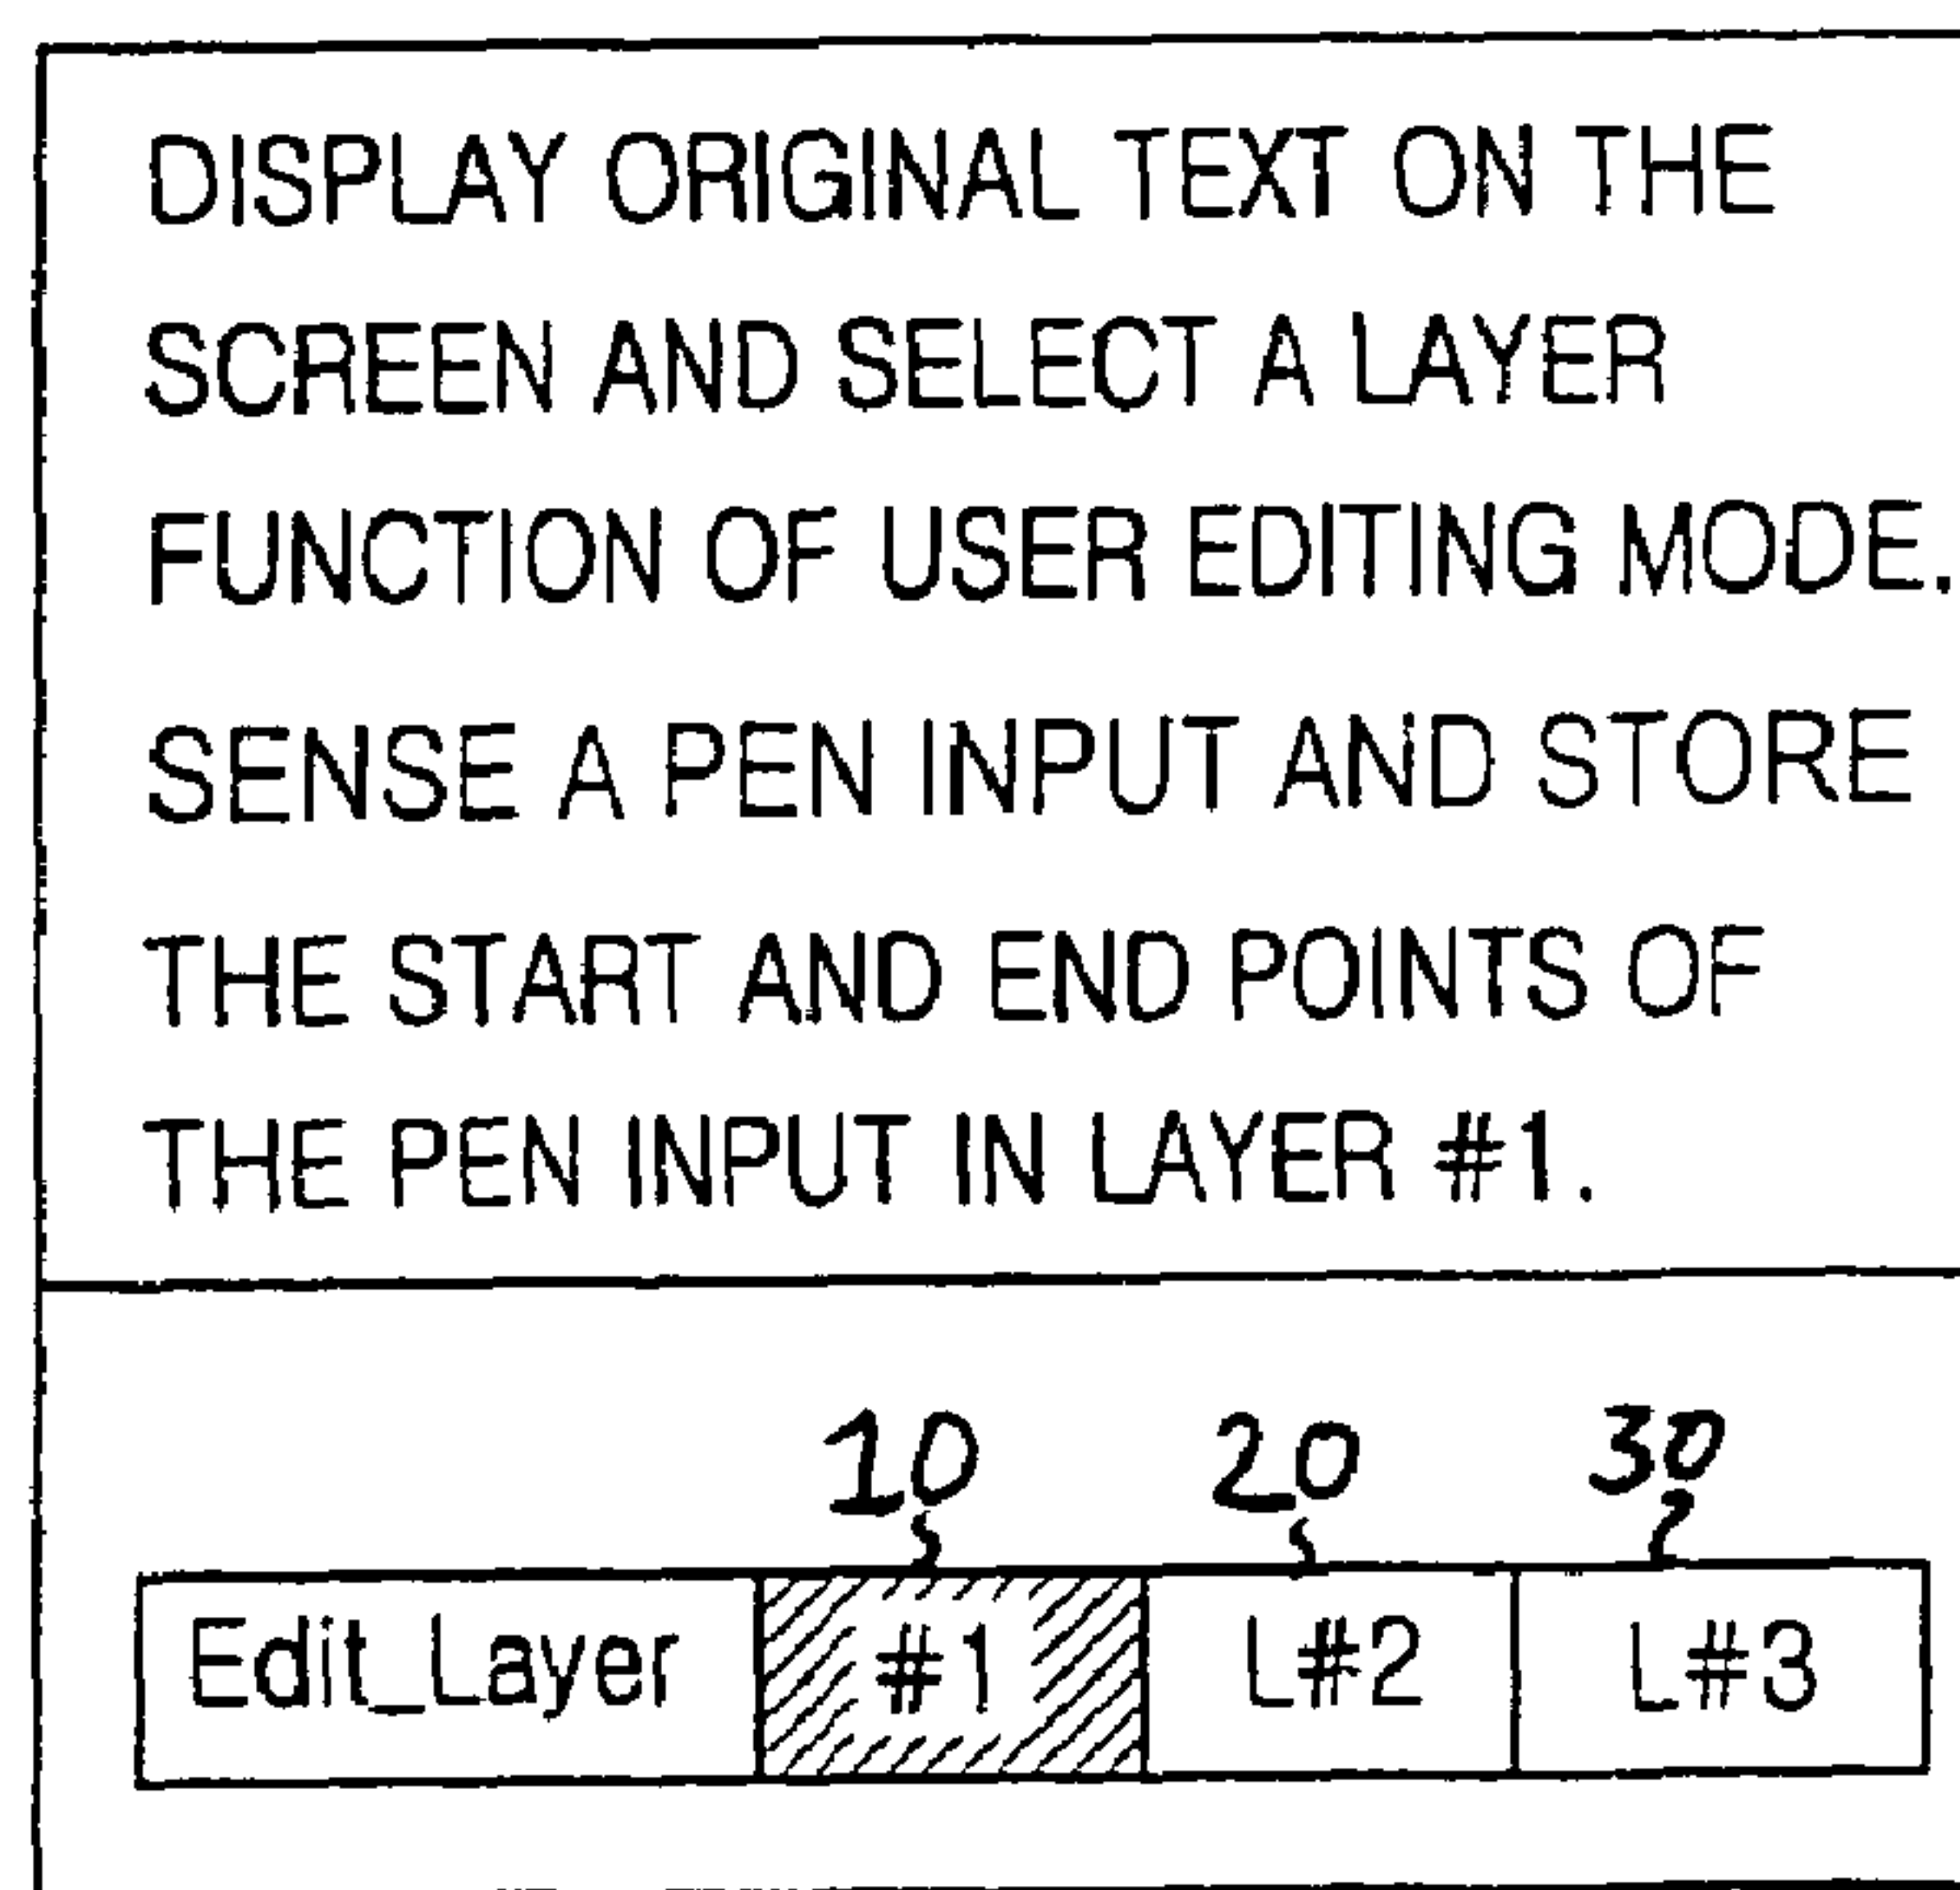 DISPLAY ORIGINAL TEXT ON THE
SCREEN AND SELECT A LAYER
FUNCTION OF USER EDITING MODE.
SENSE A PEN INPUT AND STORE
THE START AND END POINTS OF
THE PEN INPUT IN LAYER #1.
10 20 30
Edit_Layer #1 L#2 L#3